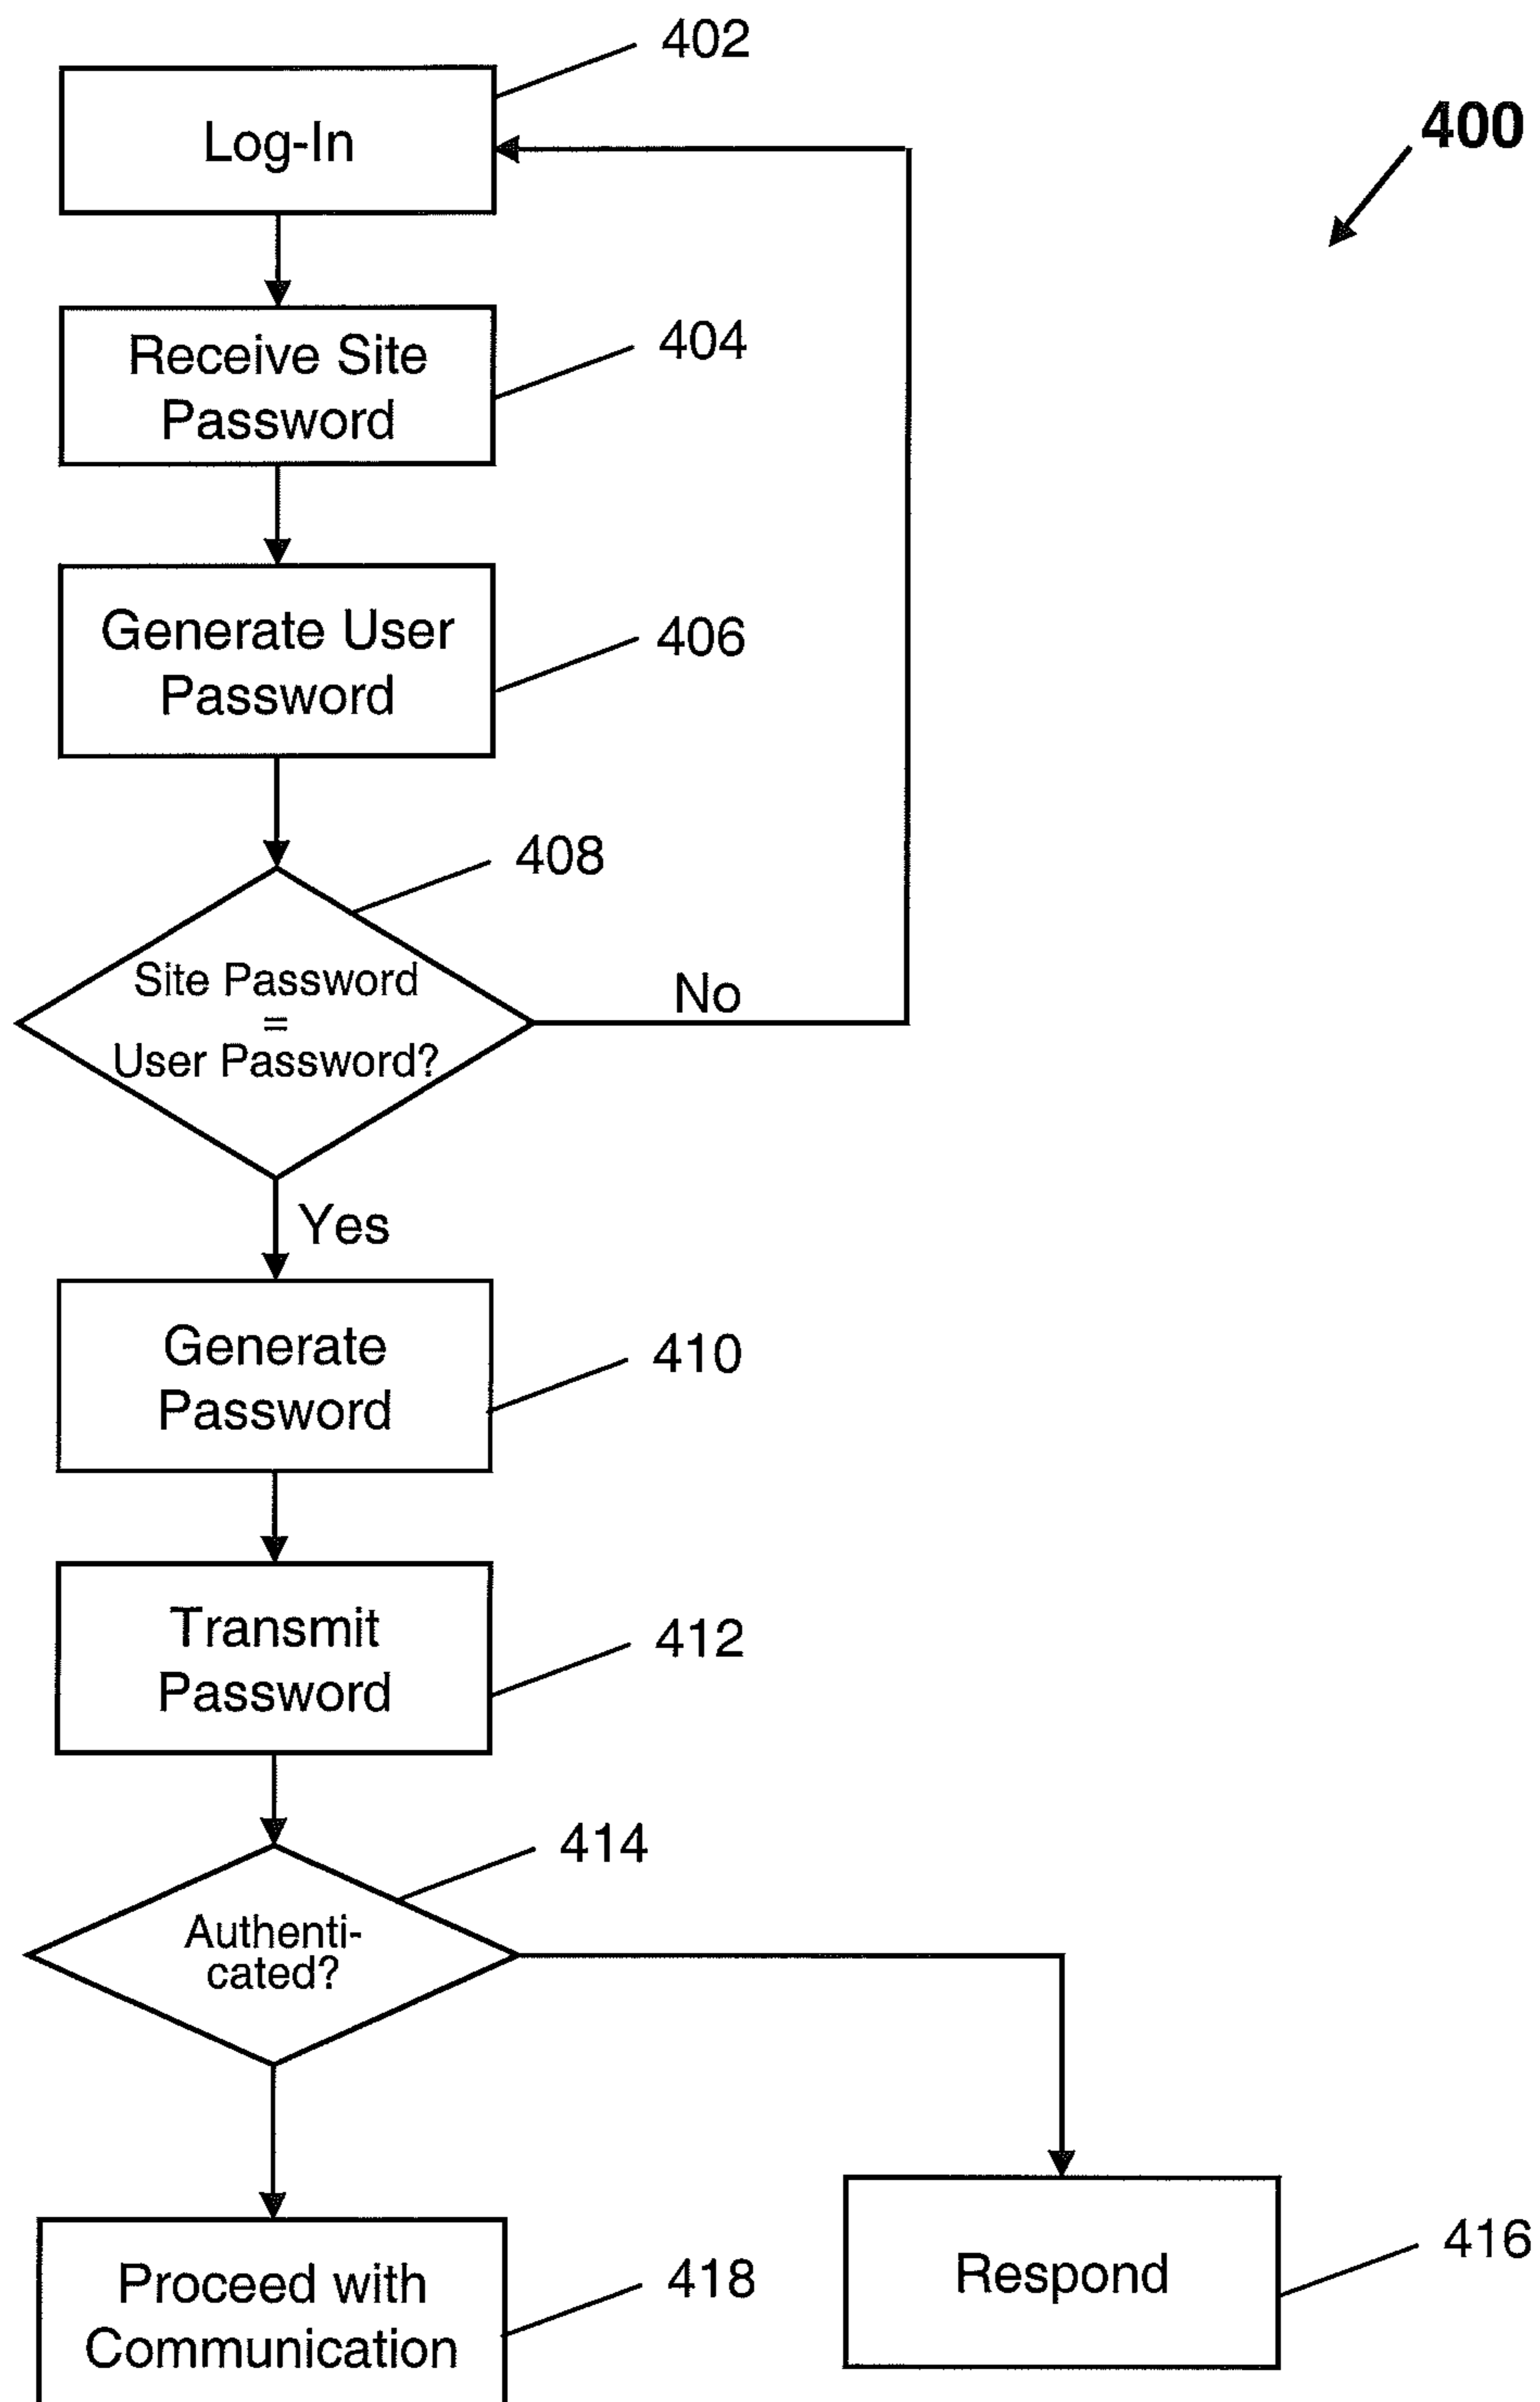 402
400
Log-In
Receive Site
Password
404
Generate User
Password
406
408
Site Password
=
User Password?
No
Yes
Generate
Password
410
Transmit
Password
412
414
Authenti-
cated?
Proceed with
Communication
418
Respond
416